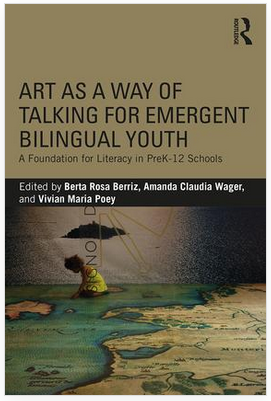 ROUTLEDGE
ART AS A WAY OF
TALKING FOR EMERGENT
BILINGUAL YOUTH
A Foundation for Literacy in PreK-12 Schools
Edited by Berta Rosa Berriz, Amanda Claudia Wager,
and Vivian Maria Poey